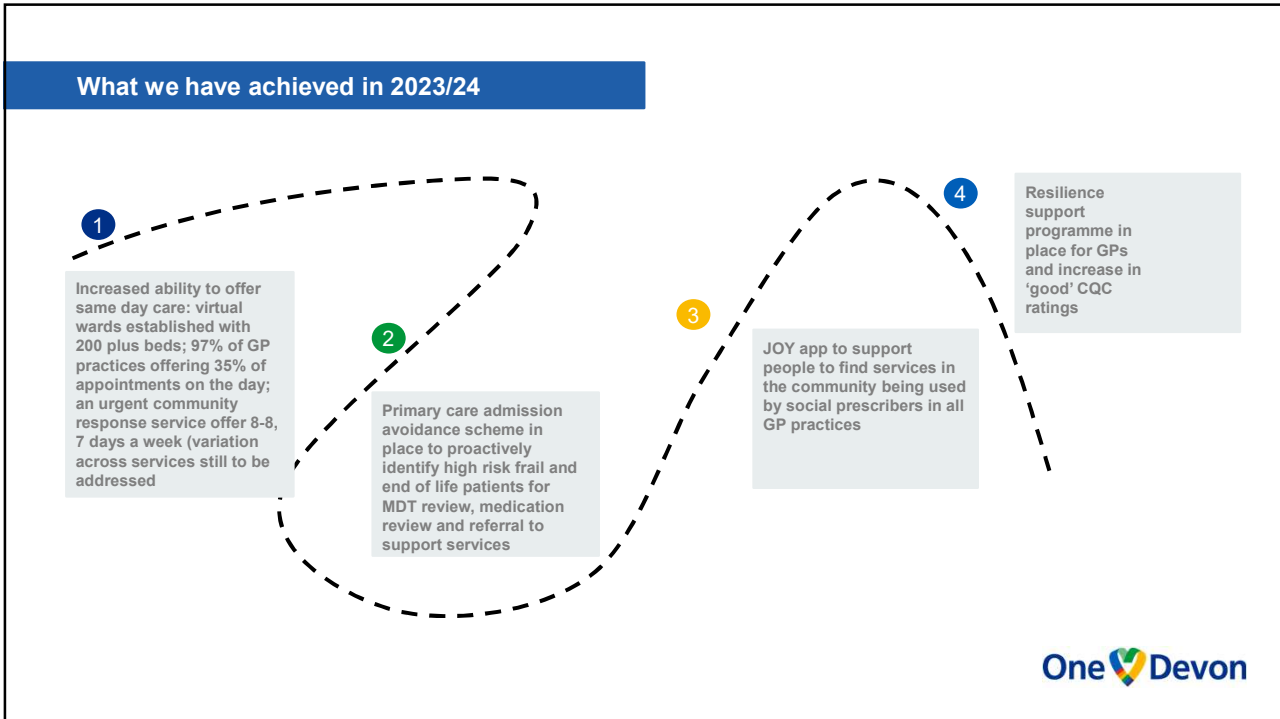 What we have achieved in 2023/24
1
Increased ability to offer
same day care: virtual
wards established with
200 plus beds; 97% of GP
practices offering 35% of
appointments on the day;
an urgent community
response service offer 8-8,
7 days a week (variation
across services still to be
addressed
2
Primary care admission
avoidance scheme in
place to proactively
identify high risk frail and
end of life patients for
MDT review, medication
review and referral to
support services
3
JOY app to support
people to find services in
the community being used
by social prescribers in all
GP practices
4
Resilience
support
programme in
place for GPs
and increase in
‘good’ CQC
ratings
One Devon